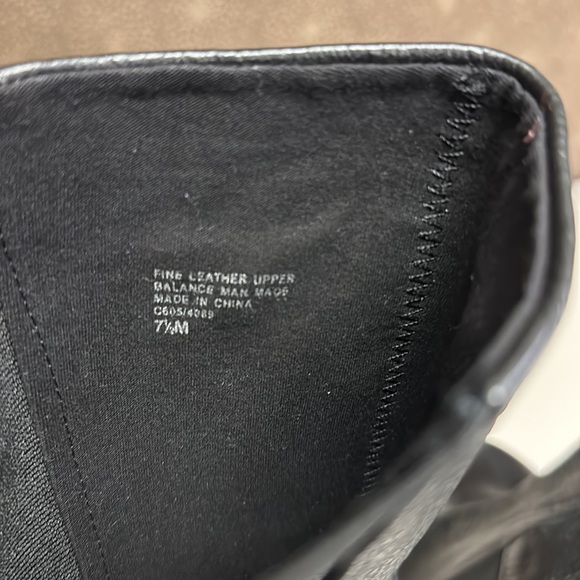 FINE LEATHER UPPER
BALANCE MAN MADE
MADE IN CHINA
C605/4089
7½M